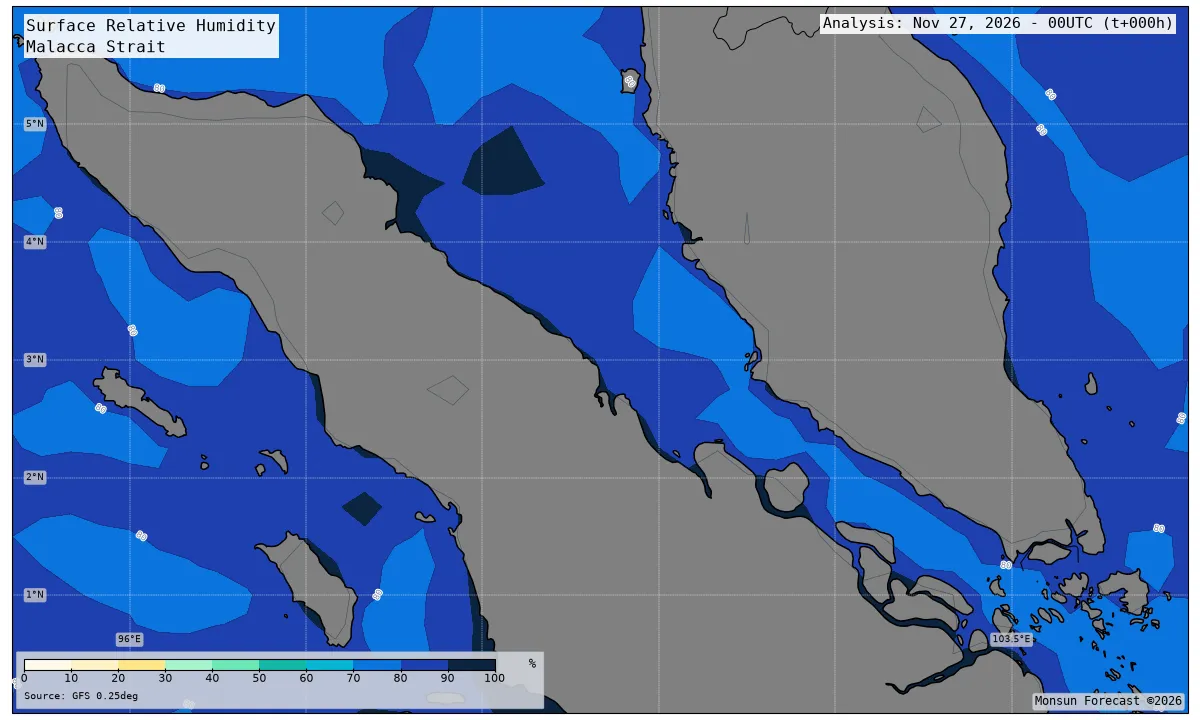 Surface Relative Humidity
Malacca Strait
Analysis: Nov 27, 2026 - 00UTC (t+000h)
80
80
80
80
5°N
80
4°N
80
3°N
80
80
2°N
80
80
80
1°N
80
96°E
103.5°E
%
0 10 20 30 40 50 60 70 80 90 100
Source: GFS 0.25deg
Monsun Forecast ©2026